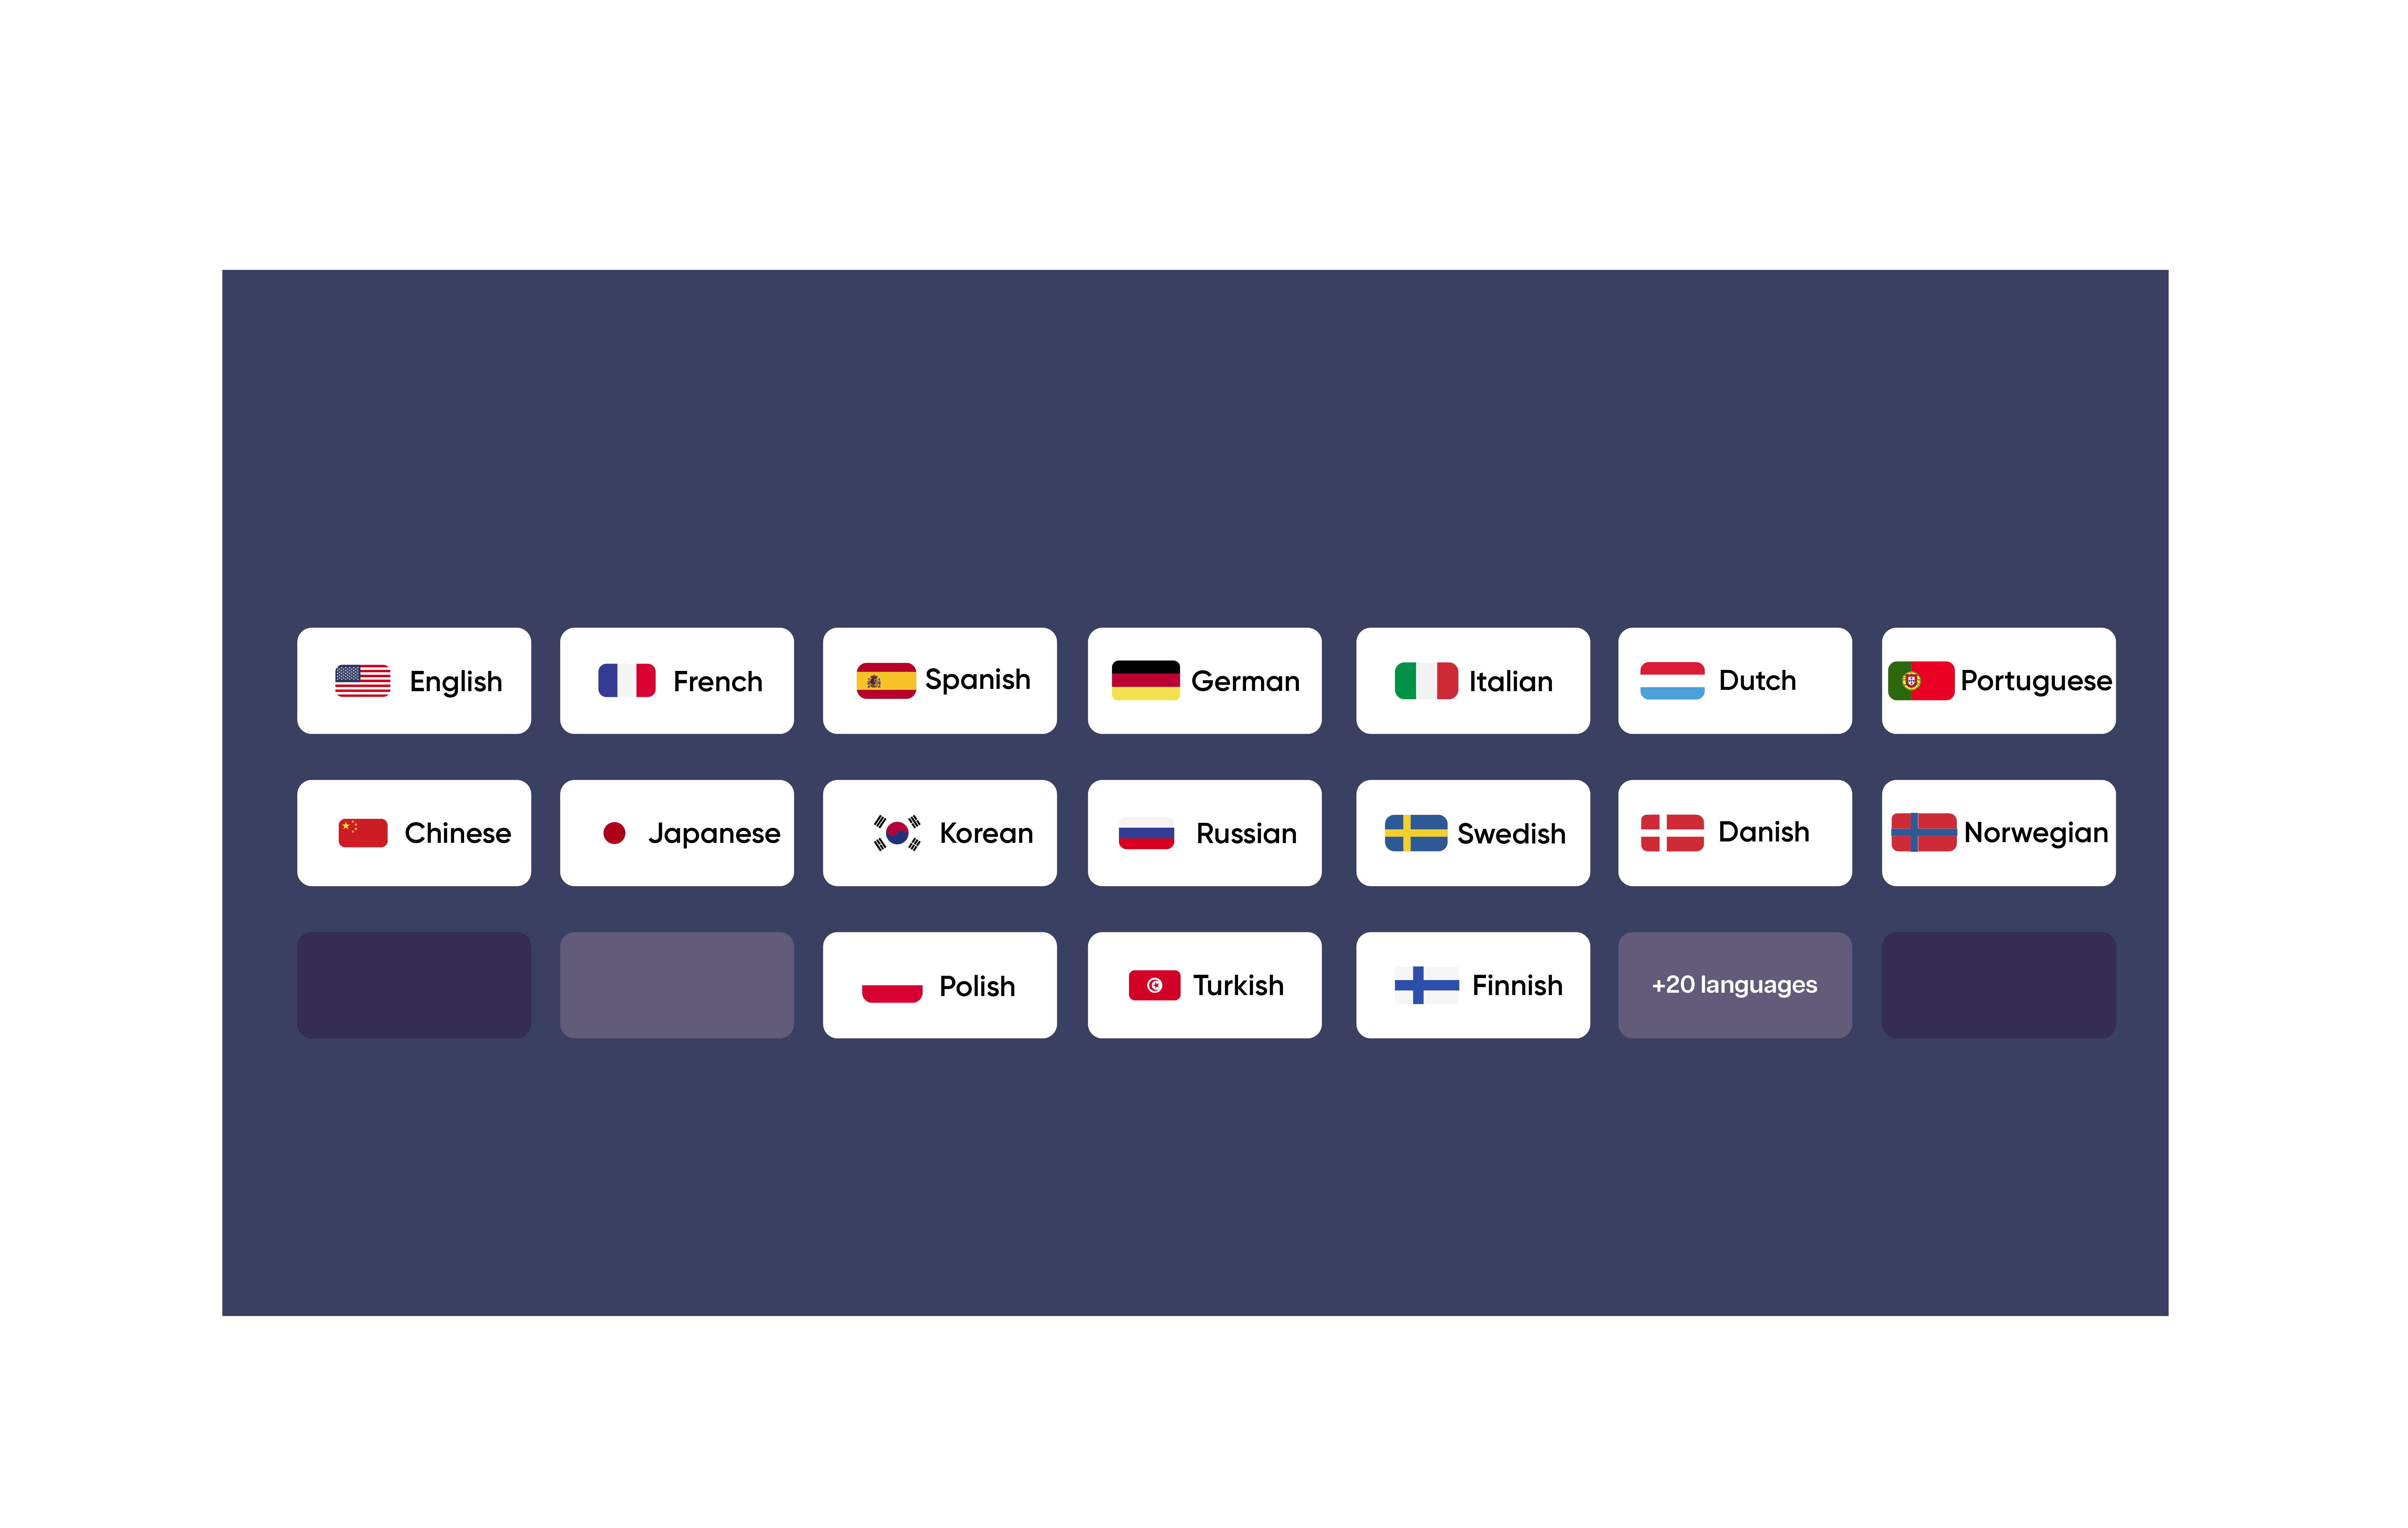 English
French
Spanish
German
Italian
Dutch
Portuguese
Chinese
Japanese
Korean
Russian
Swedish
Danish
Norwegian
Polish
Turkish
Finnish
+20 languages